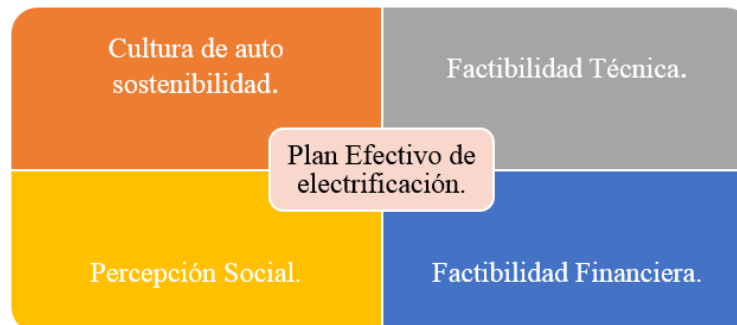 Cultura de auto
sostenibilidad.
Factibilidad Técnica.
Plan Efectivo de
electrificación.
Percepción Social.
Factibilidad Financiera.